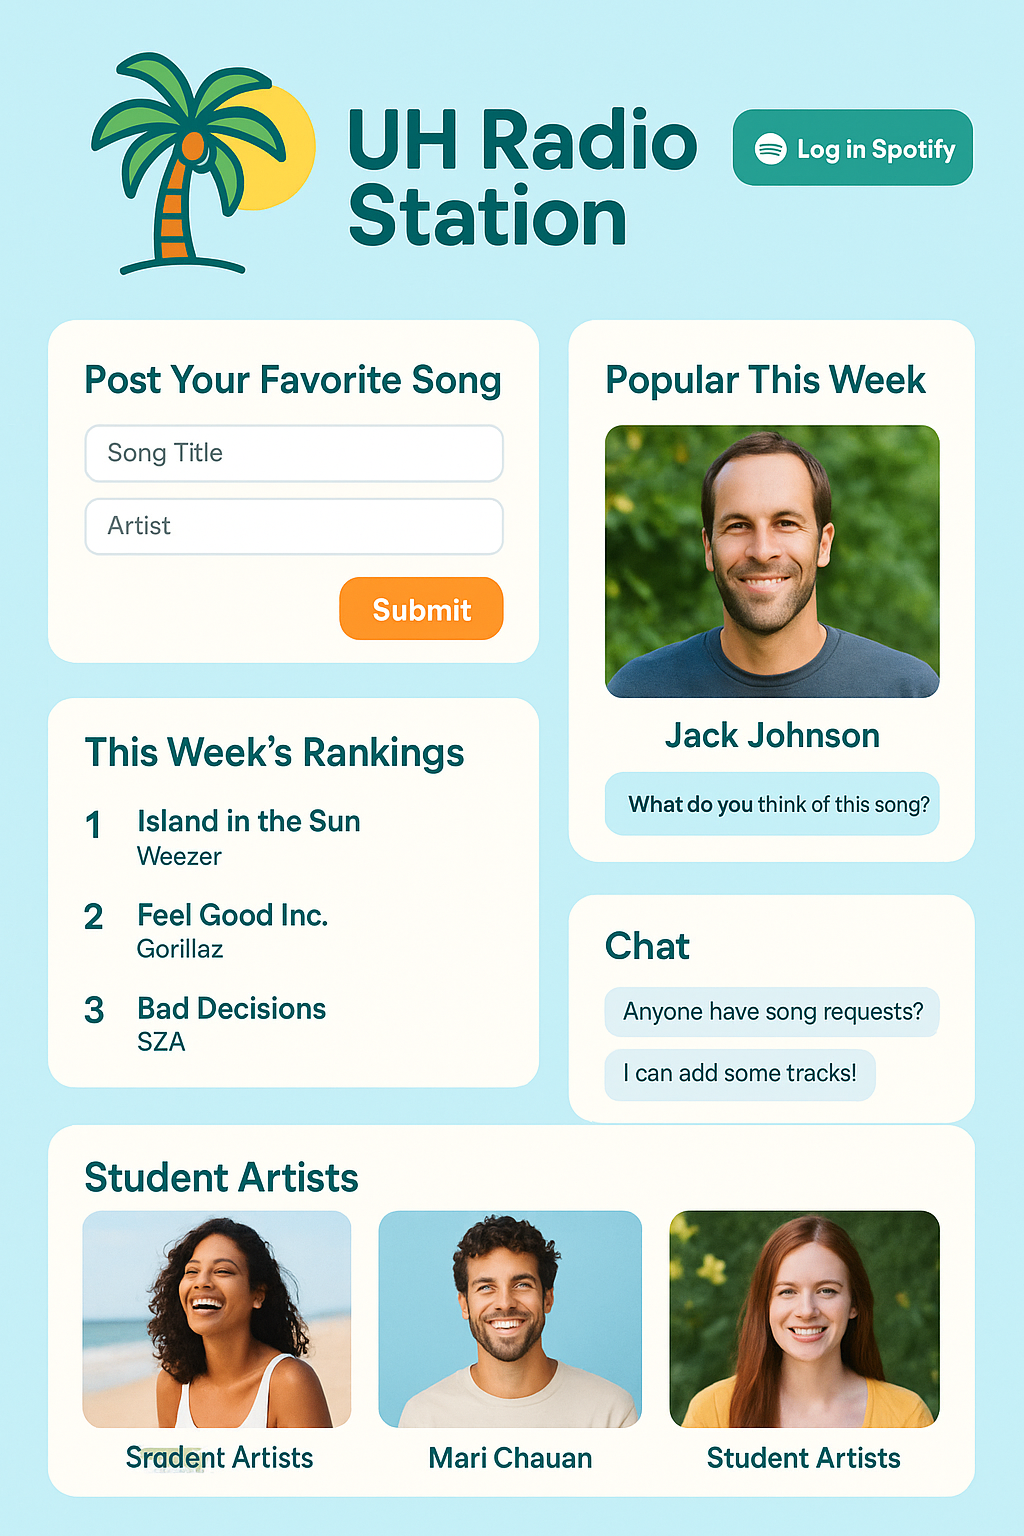 UH Radio
Station
Log in Spotify
Post Your Favorite Song
Song Title
Artist
Submit
Popular This Week
Jack Johnson
What do you think of this song?
This Week's Rankings
1 Island in the Sun
Weezer
2 Feel Good Inc.
Gorillaz
3 Bad Decisions
SZA
Chat
Anyone have song requests?
I can add some tracks!
Student Artists
Sradent Artists
Mari Chauan
Student Artists